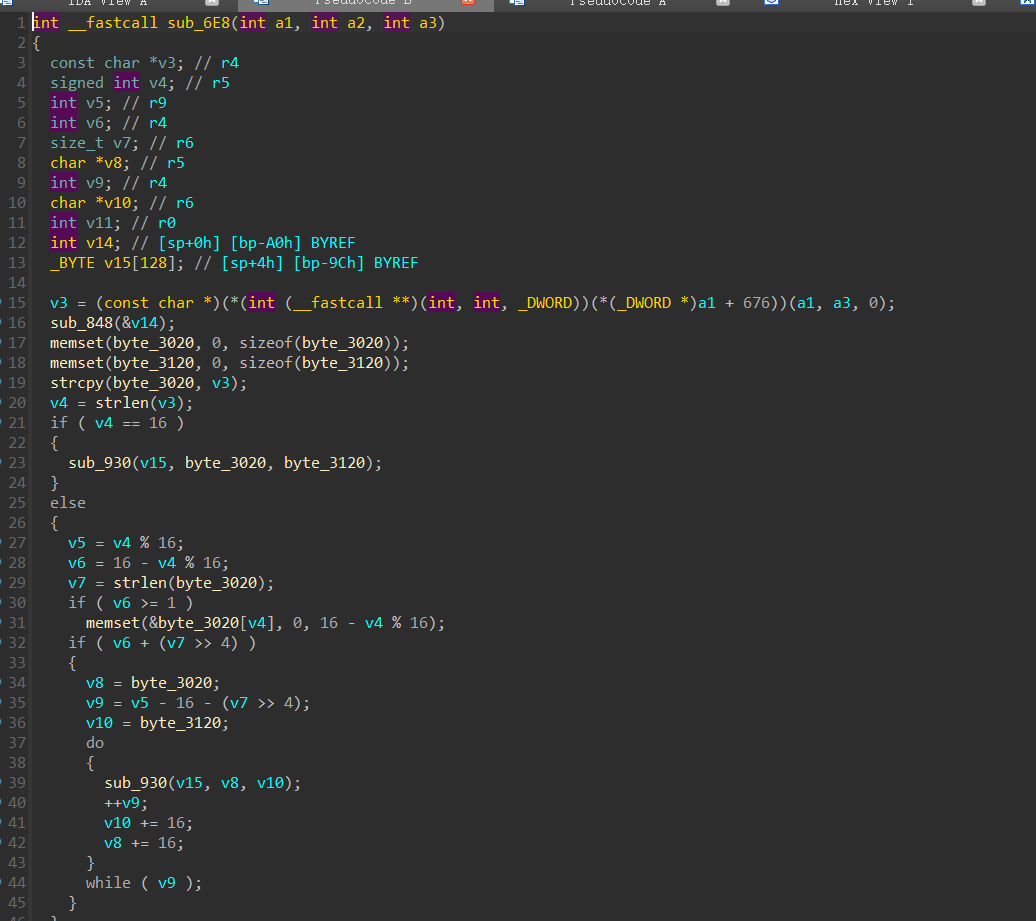 IDA View A Pseudocode B Pseudocode A Hex View 1
1 int __fastcall sub_6E8(int a1, int a2, int a3)
2 {
3 const char *v3; // r4
4 signed int v4; // r5
5 int v5; // r9
6 int v6; // r4
7 size_t v7; // r6
8 char *v8; // r5
9 int v9; // r4
10 char *v10; // r6
11 int v11; // r0
12 int v14; // [sp+0h] [bp-A0h] BYREF
13 _BYTE v15[128]; // [sp+4h] [bp-9Ch] BYREF
14
15 v3 = (const char *)(*(int (__fastcall **)(int, int, _DWORD))(*(_DWORD *)a1 + 676))(a1, a3, 0);
16 sub_848(&v14);
17 memset(byte_3020, 0, sizeof(byte_3020));
18 memset(byte_3120, 0, sizeof(byte_3120));
19 strcpy(byte_3020, v3);
20 v4 = strlen(v3);
21 if ( v4 == 16 )
22 {
23 sub_930(v15, byte_3020, byte_3120);
24 }
25 else
26 {
27 v5 = v4 % 16;
28 v6 = 16 - v4 % 16;
29 v7 = strlen(byte_3020);
30 if ( v6 >= 1 )
31 memset(&byte_3020[v4], 0, 16 - v4 % 16);
32 if ( v6 + (v7 >> 4) )
33 {
34 v8 = byte_3020;
35 v9 = v5 - 16 - (v7 >> 4);
36 v10 = byte_3120;
37 do
38 {
39 sub_930(v15, v8, v10);
40 ++v9;
41 v10 += 16;
42 v8 += 16;
43 }
44 while ( v9 );
45 }